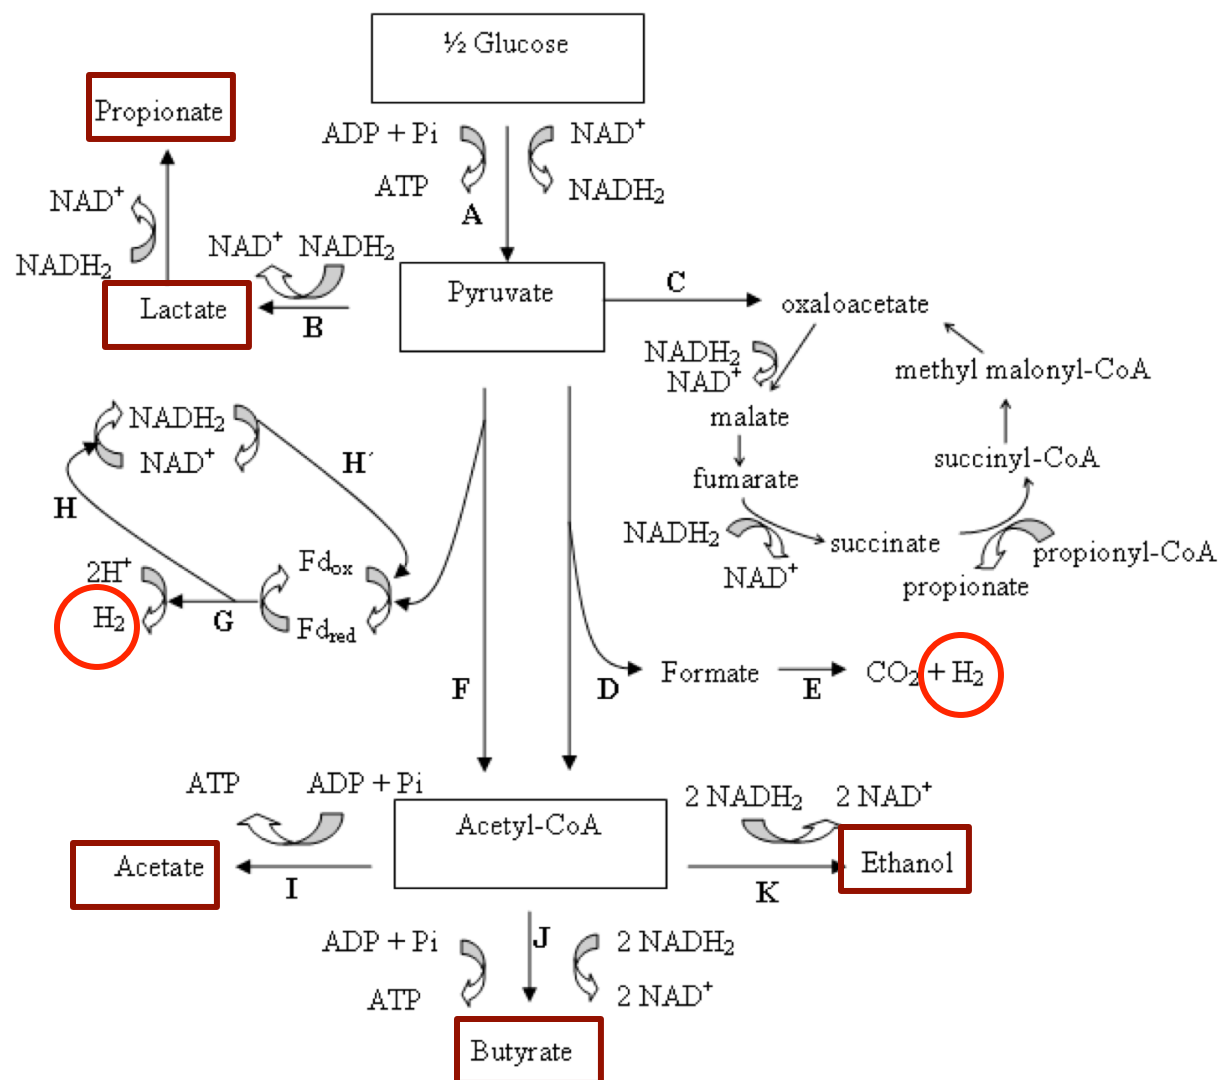 ½ Glucose
Propionate
ADP + Pi
NAD⁺
ATP
NADH₂
A
NAD⁺
NADH₂
NAD⁺
NADH₂
Lactate
B
Pyruvate
C
oxaloacetate
NADH₂
NAD⁺
methyl malonyl-CoA
malate
succinyl-CoA
fumarate
NADH₂
NAD⁺
succinate
propionyl-CoA
propionate
NADH₂
NAD⁺
H´
H
2H⁺
H₂
G
Fdox
Fdred
F
D
Formate
E
CO₂ + H₂
ATP
ADP + Pi
Acetyl-CoA
2 NADH₂
2 NAD⁺
Acetate
I
K
Ethanol
ADP + Pi
J
2 NADH₂
ATP
2 NAD⁺
Butyrate